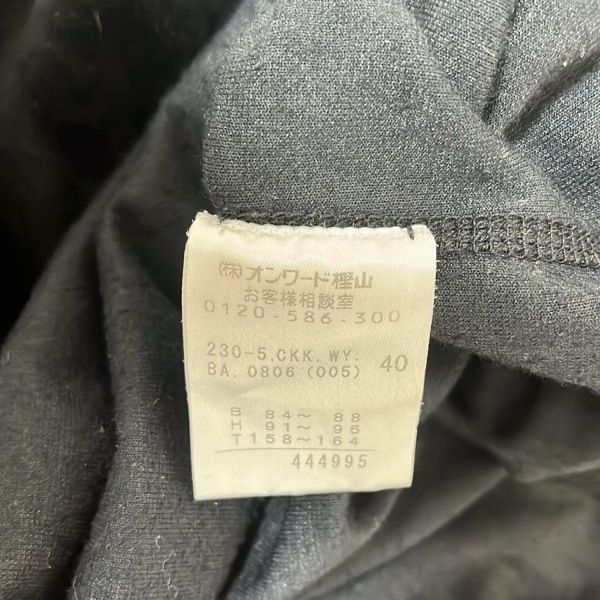 (株)オンワード樫山
お客様相談室
0120-586-300
230-5.CKK.WY.
BA.0806(005) 40
B 84〜 88
H 91〜 95
T158〜164
444995